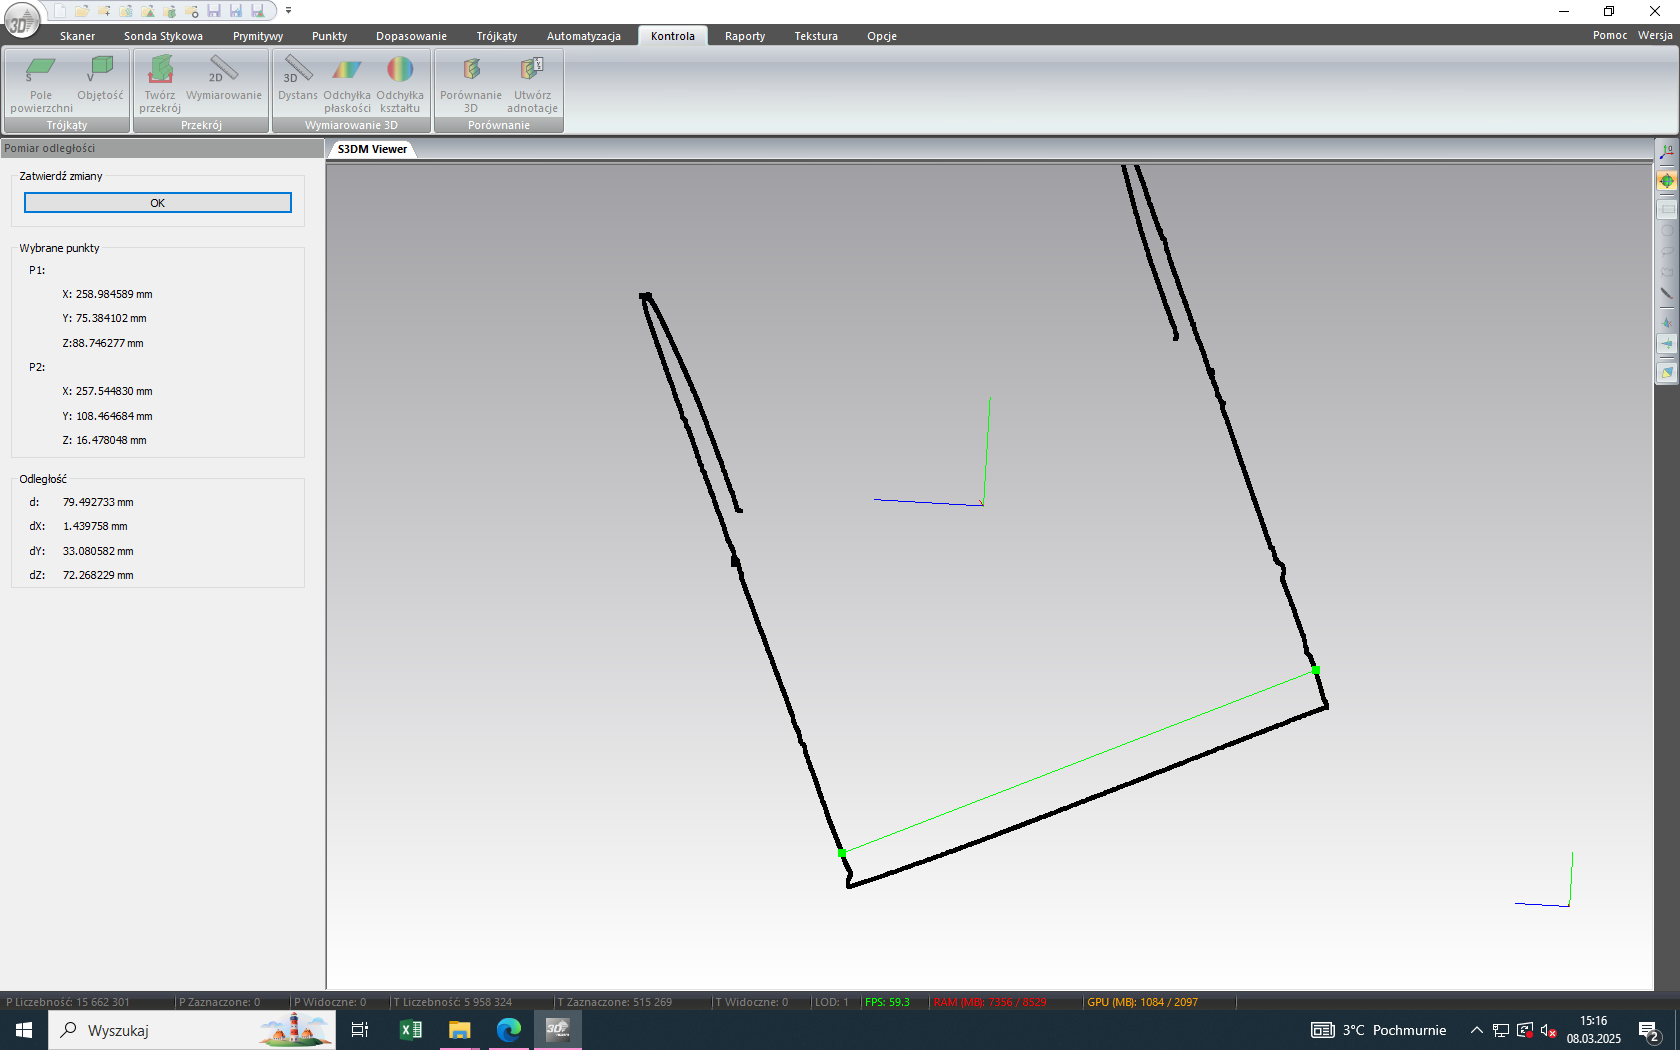 3D
Skaner Sonda Stykowa Prymitywy Punkty Dopasowanie Trójkąty Automatyzacja Kontrola Raporty Tekstura Opcje Pomoc Wersja
S V 2D 3D
Pole powierzchni
Objętość
Trójkąty
Twórz przekrój
Wymiarowanie
Przekrój
Dystans
Odchyłka płaskości
Odchyłka kształtu
Wymiarowanie 3D
Porównanie 3D
Utwórz adnotacje
Porównanie
Pomiar odległości
S3DM Viewer
Zatwierdź zmiany
OK
Wybrane punkty
P1:
X: 258.984589 mm
Y: 75.384102 mm
Z:88.746277 mm
P2:
X: 257.544830 mm
Y: 108.464684 mm
Z: 16.478048 mm
Odległość
d: 79.492733 mm
dX: 1.439758 mm
dY: 33.080582 mm
dZ: 72.268229 mm
P Liczebność: 15 662 301 P Zaznaczone: 0 P Widoczne: 0 T Liczebność: 5 958 324 T Zaznaczone: 515 269 T Widoczne: 0 LOD: 1 FPS: 59.3 RAM (MB): 7356 / 8529 GPU (MB): 1084 / 2097
Wyszukaj
3°C Pochmurnie
15:16
08.03.2025
2